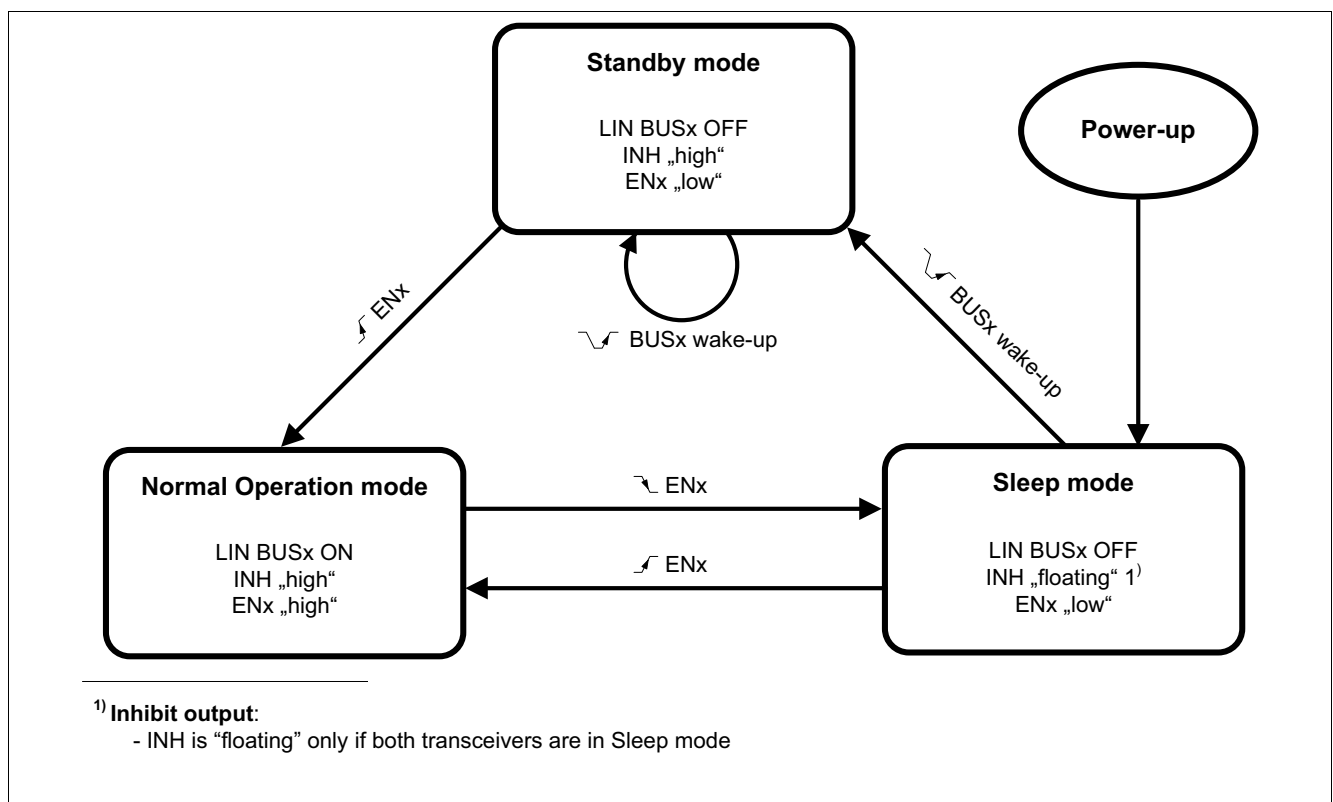 Standby mode
LIN BUSx OFF
INH „high“
ENx „low“
Power-up
ENx
BUSx wake-up
BUSx wake-up
Normal Operation mode
LIN BUSx ON
INH „high“
ENx „high“
ENx
ENx
Sleep mode
LIN BUSx OFF
INH „floating“ 1)
ENx „low“
1) Inhibit output:
- INH is “floating” only if both transceivers are in Sleep mode